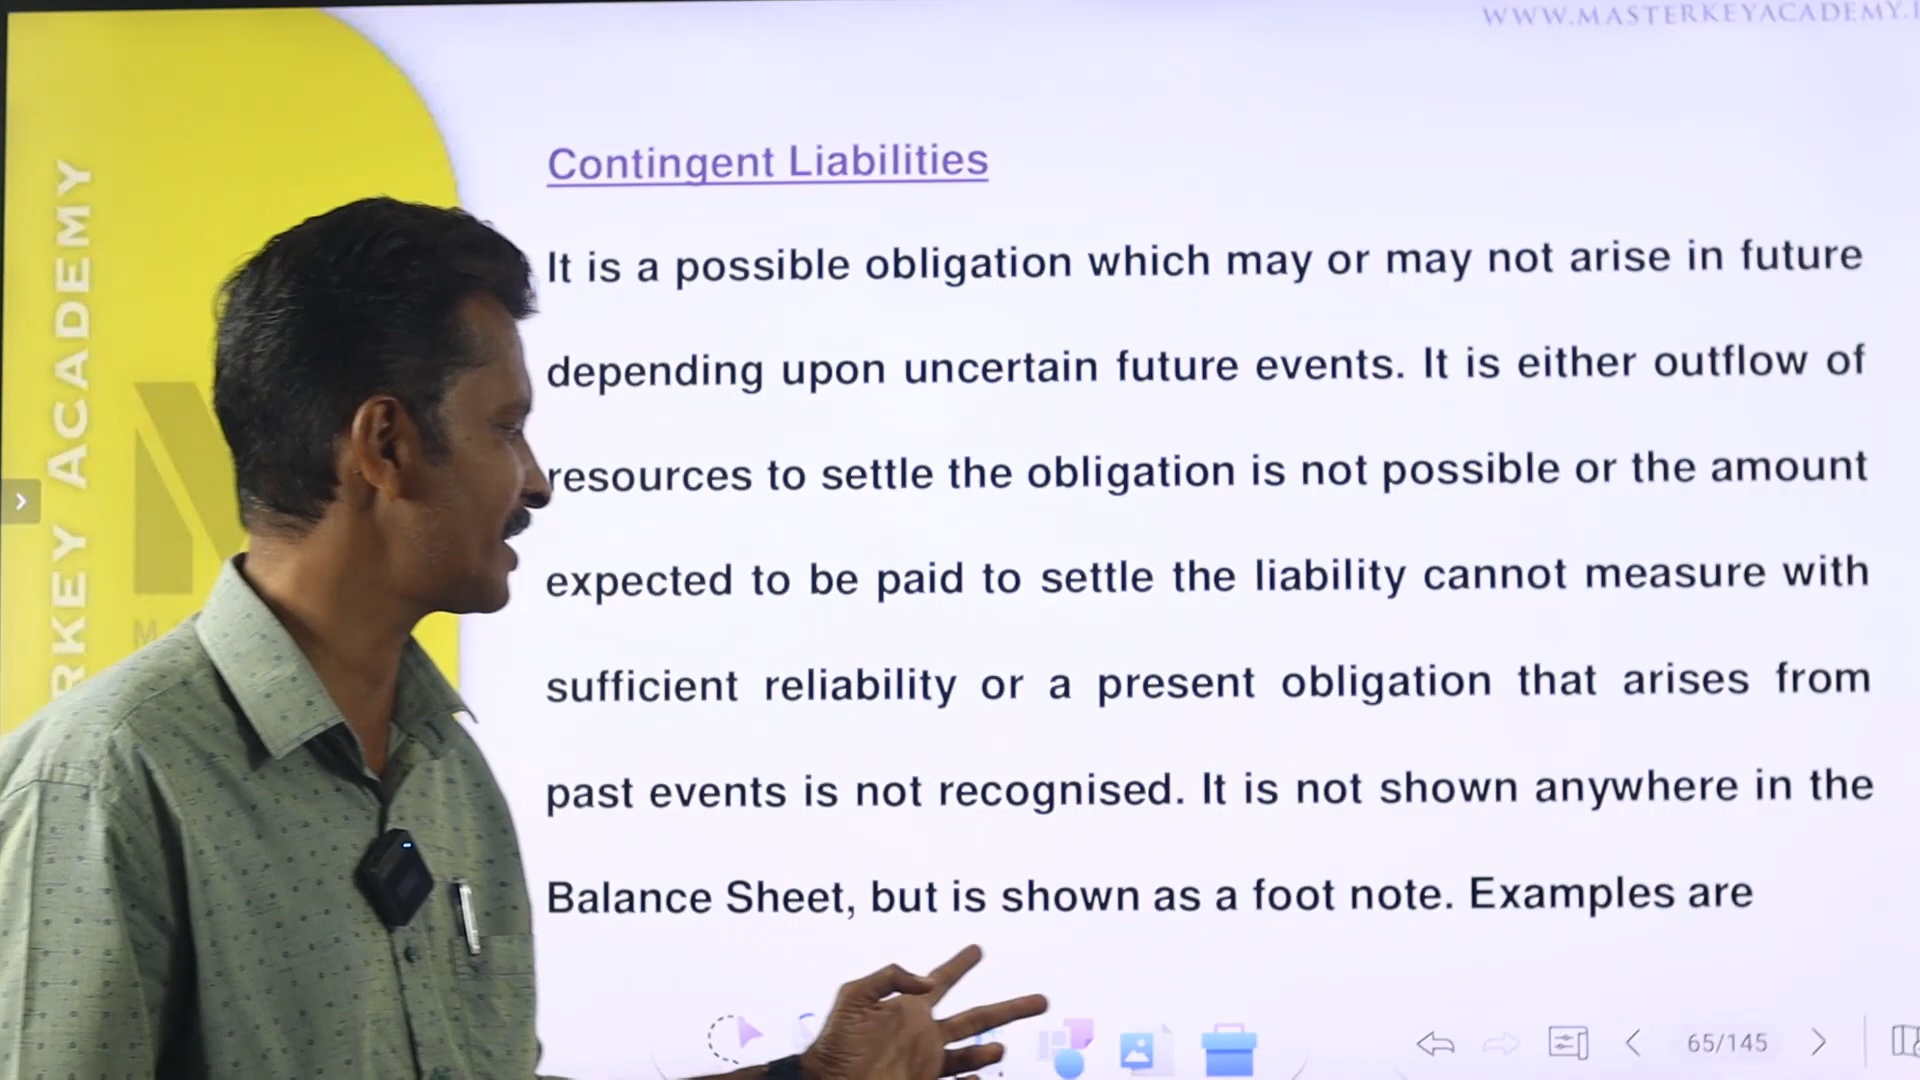 WWW.MASTERKEYACADEMY.
RKEY ACADEMY
Contingent Liabilities
It is a possible obligation which may or may not arise in future
depending upon uncertain future events. It is either outflow of
resources to settle the obligation is not possible or the amount
expected to be paid to settle the liability cannot measure with
sufficient reliability or a present obligation that arises from
past events is not recognised. It is not shown anywhere in the
Balance Sheet, but is shown as a foot note. Examples are
65/145